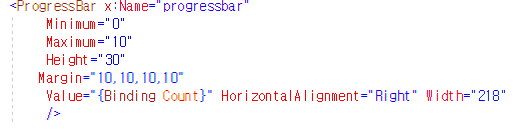 <ProgressBar x:Name="progressbar"
Minimum="0"
Maximum="10"
Height="30"
Margin="10,10,10,10"
Value="{Binding Count}" HorizontalAlignment="Right" Width="218"
/>